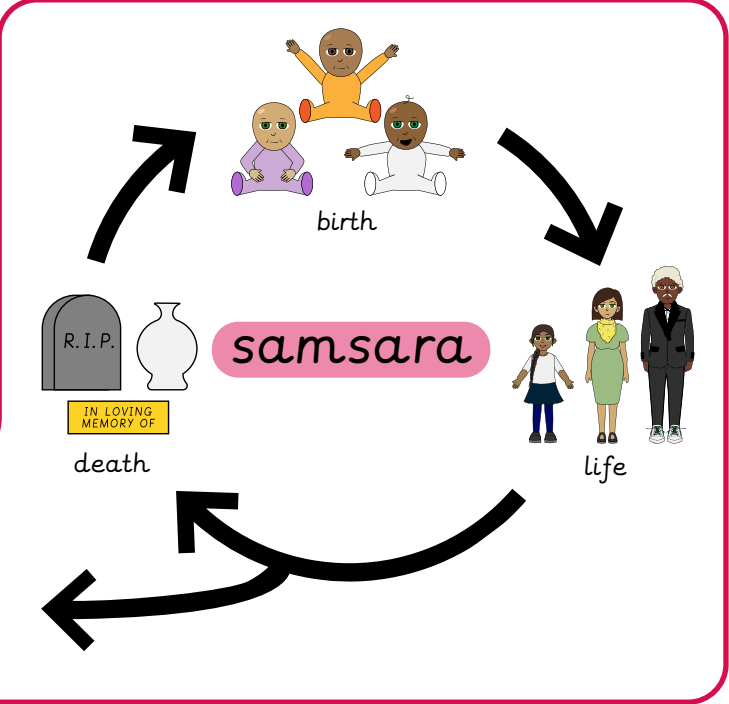 birth
R.I.P.
samsara
IN LOVING
MEMORY OF
death
life